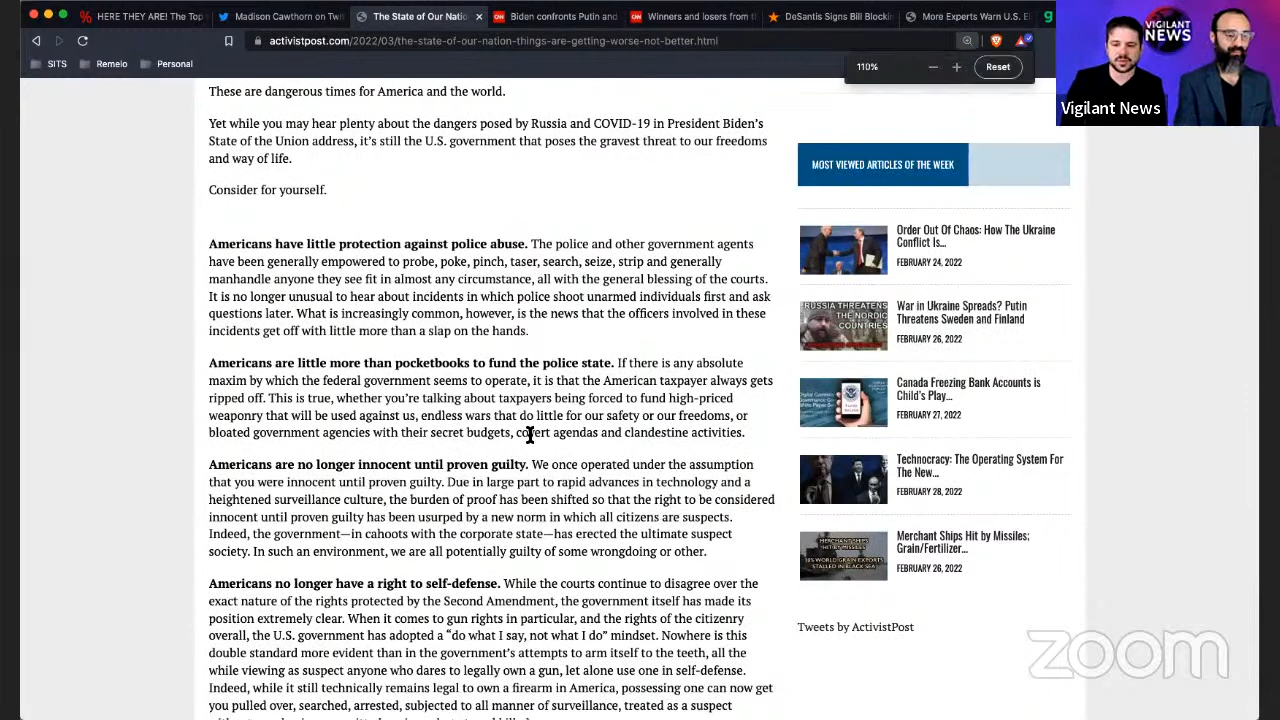 HERE THEY ARE! The Top
Madison Cawthorn on Twi
The State of Our Natio
Biden confronts Putin and
Winners and losers from t
DeSantis Signs Bill Blockin
More Experts Warn U.S. E
activistpost.com/2022/03/the-state-of-our-nation-things-are-getting-worse-not-better.html
SITS
Remeio
Personal
110%
Reset
VIGILANT
NEWS
Vigilant News
These are dangerous times for America and the world.
Yet while you may hear plenty about the dangers posed by Russia and COVID-19 in President Biden's
State of the Union address, it's still the U.S. government that poses the gravest threat to our freedoms
and way of life.
Consider for yourself.
Americans have little protection against police abuse. The police and other government agents
have been generally empowered to probe, poke, pinch, taser, search, seize, strip and generally
manhandle anyone they see fit in almost any circumstance, all with the general blessing of the courts.
It is no longer unusual to hear about incidents in which police shoot unarmed individuals first and ask
questions later. What is increasingly common, however, is the news that the officers involved in these
incidents get off with little more than a slap on the hands.
Americans are little more than pocketbooks to fund the police state. If there is any absolute
maxim by which the federal government seems to operate, it is that the American taxpayer always gets
ripped off. This is true, whether you're talking about taxpayers being forced to fund high-priced
weaponry that will be used against us, endless wars that do little for our safety or our freedoms, or
bloated government agencies with their secret budgets, covert agendas and clandestine activities.
Americans are no longer innocent until proven guilty. We once operated under the assumption
that you were innocent until proven guilty. Due in large part to rapid advances in technology and a
heightened surveillance culture, the burden of proof has been shifted so that the right to be considered
innocent until proven guilty has been usurped by a new norm in which all citizens are suspects.
Indeed, the government—in cahoots with the corporate state—has erected the ultimate suspect
society. In such an environment, we are all potentially guilty of some wrongdoing or other.
Americans no longer have a right to self-defense. While the courts continue to disagree over the
exact nature of the rights protected by the Second Amendment, the government itself has made its
position extremely clear. When it comes to gun rights in particular, and the rights of the citizenry
overall, the U.S. government has adopted a “do what I say, not what I do” mindset. Nowhere is this
double standard more evident than in the government's attempts to arm itself to the teeth, all the
while viewing as suspect anyone who dares to legally own a gun, let alone use one in self-defense.
Indeed, while it still technically remains legal to own a firearm in America, possessing one can now get
you pulled over, searched, arrested, subjected to all manner of surveillance, treated as a suspect
MOST VIEWED ARTICLES OF THE WEEK
Order Out Of Chaos: How The Ukraine
Conflict Is...
FEBRUARY 24, 2022
RUSSIA THREATENS
THE NORDIC
COUNTRIES
War in Ukraine Spreads? Putin
Threatens Sweden and Finland
FEBRUARY 26, 2022
Canada Freezing Bank Accounts is
Child's Play...
FEBRUARY 27, 2022
Technocracy: The Operating System For
The New...
FEBRUARY 28, 2022
MERCHANT SHIPS
HIT BY MISSILES
Merchant Ships Hit by Missiles;
Grain/Fertilizer...
FEBRUARY 26, 2022
Tweets by ActivistPost
zoom